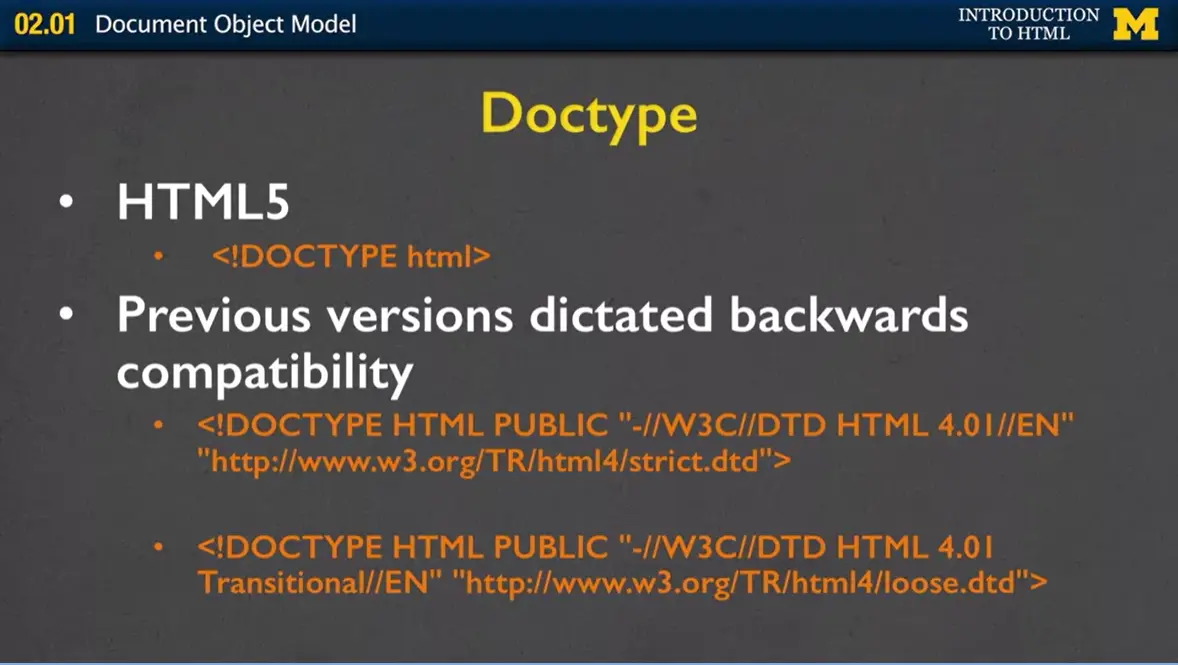 02.01 Document Object Model
INTRODUCTION
TO HTML
M
Doctype
• HTML5
• <!DOCTYPE html>
• Previous versions dictated backwards
compatibility
• <!DOCTYPE HTML PUBLIC "-//W3C//DTD HTML 4.01//EN"
"http://www.w3.org/TR/html4/strict.dtd">
• <!DOCTYPE HTML PUBLIC "-//W3C//DTD HTML 4.01
Transitional//EN" "http://www.w3.org/TR/html4/loose.dtd">